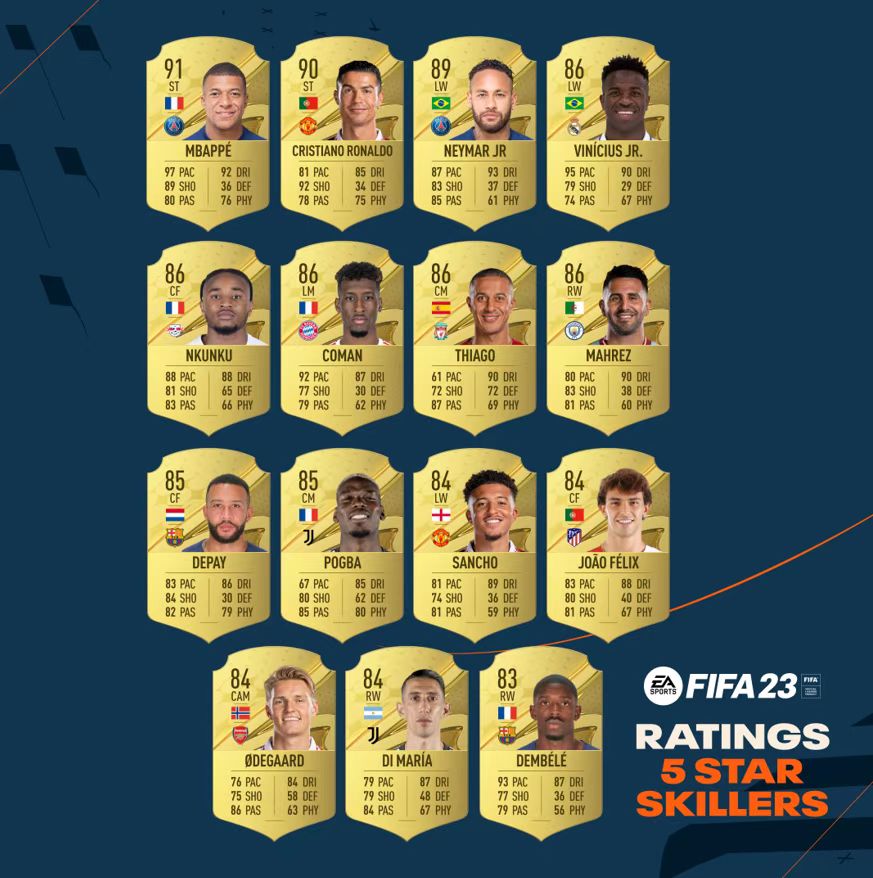 91 90 89 86
ST ST LW LW
MBAPPÉ CRISTIANO RONALDO NEYMAR JR VINÍCIUS JR.
97 PAC 92 DRI 81 PAC 85 DRI 87 PAC 93 DRI 95 PAC 90 DRI
89 SHO 36 DEF 92 SHO 34 DEF 83 SHO 37 DEF 79 SHO 29 DEF
80 PAS 76 PHY 78 PAS 75 PHY 85 PAS 61 PHY 74 PAS 67 PHY
86 86 86 86
CF LM CM RW
NKUNKU COMAN THIAGO MAHREZ
88 PAC 88 DRI 92 PAC 87 DRI 61 PAC 90 DRI 80 PAC 90 DRI
81 SHO 65 DEF 77 SHO 30 DEF 72 SHO 72 DEF 83 SHO 38 DEF
83 PAS 66 PHY 79 PAS 62 PHY 87 PAS 69 PHY 81 PAS 60 PHY
85 85 84 84
CF CM LW CF
DEPAY POGBA SANCHO JOÃO FÉLIX
83 PAC 86 DRI 67 PAC 85 DRI 81 PAC 89 DRI 83 PAC 88 DRI
84 SHO 30 DEF 80 SHO 62 DEF 74 SHO 36 DEF 80 SHO 40 DEF
82 PAS 79 PHY 85 PAS 80 PHY 81 PAS 59 PHY 81 PAS 67 PHY
84 84 83
CAM RW RW
ØDEGAARD DI MARÍA DEMBÉLÉ
76 PAC 84 DRI 79 PAC 87 DRI 93 PAC 87 DRI
75 SHO 58 DEF 79 SHO 48 DEF 77 SHO 36 DEF
86 PAS 63 PHY 84 PAS 67 PHY 79 PAS 56 PHY
EA SPORTS FIFA 23 FIFA
RATINGS
5 STAR
SKILLERS